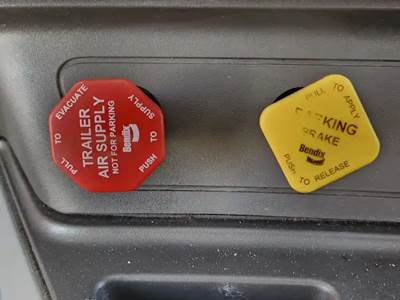 PULL TO EVACUATE
TRAILER
AIR SUPPLY
NOT FOR PARKING
Bendix
PUSH TO SUPPLY
PULL TO APPLY
PARKING
BRAKE
Bendix
PUSH TO RELEASE